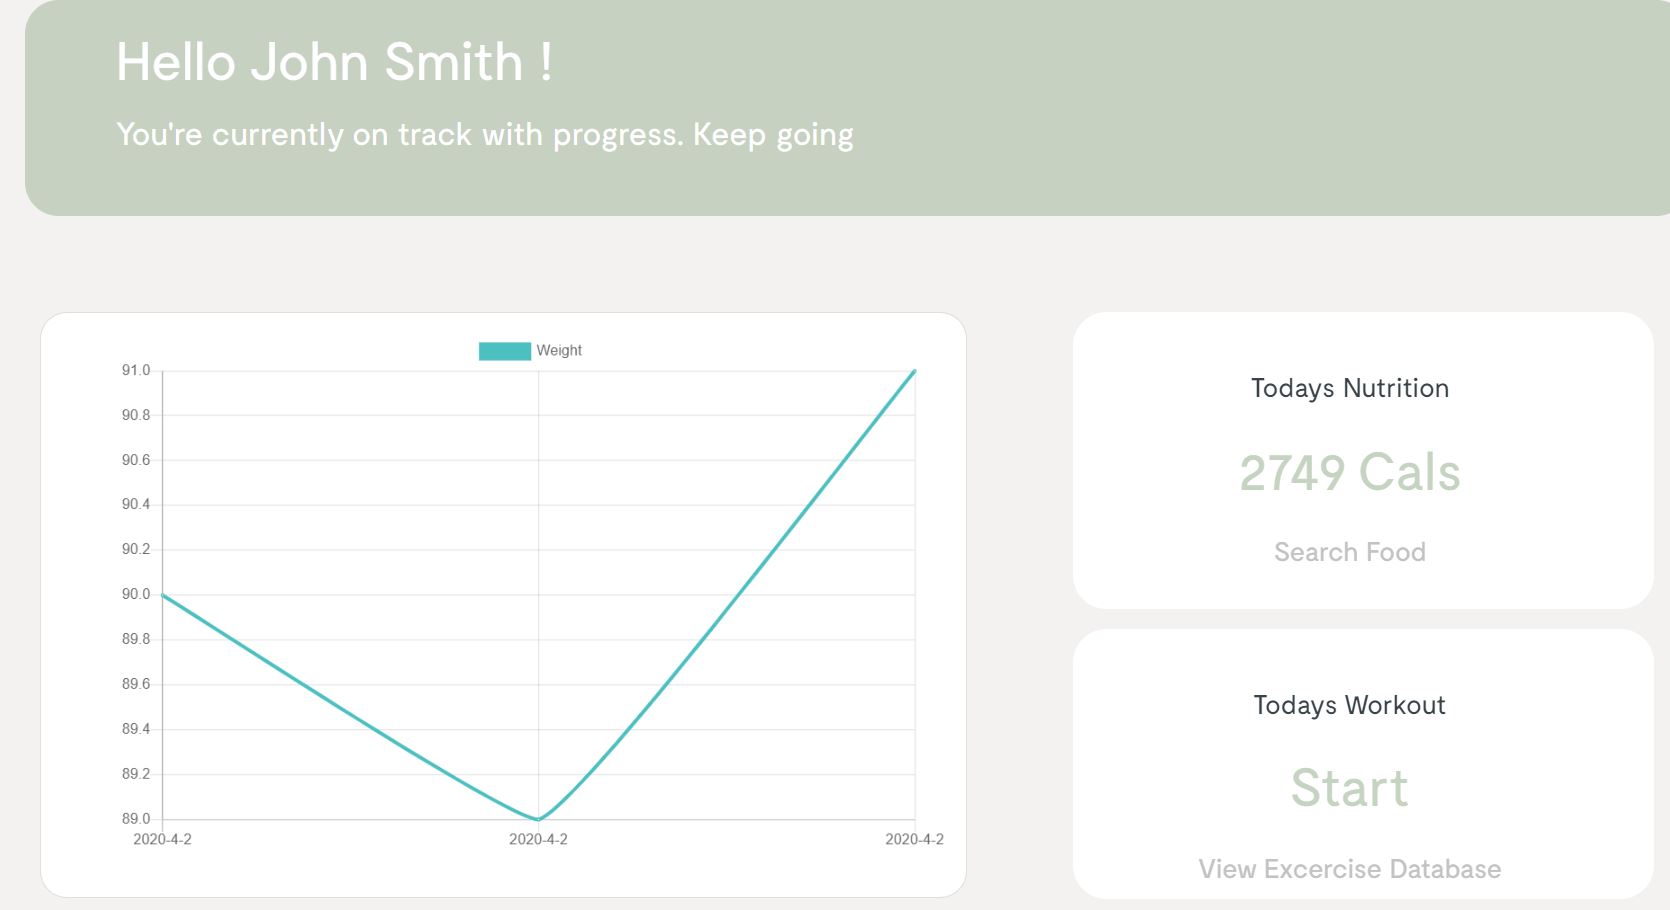 Hello John Smith !
You're currently on track with progress. Keep going
Weight
91.0
90.8
90.6
90.4
90.2
90.0
89.8
89.6
89.4
89.2
89.0
2020-4-2 2020-4-2 2020-4-2
Todays Nutrition
2749 Cals
Search Food
Todays Workout
Start
View Excercise Database